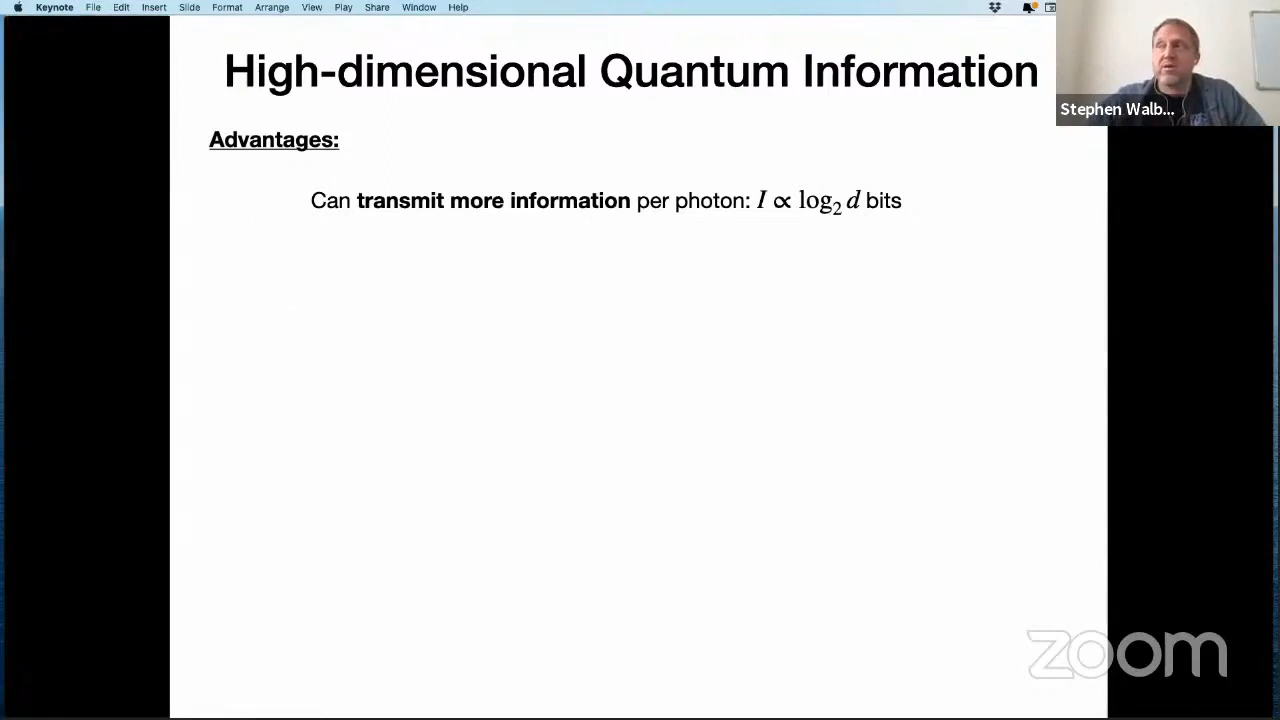 Keynote File Edit Insert Slide Format Arrange View Play Share Window Help
High-dimensional Quantum Information
Stephen Walb...
Advantages:
Can transmit more information per photon: I ∝ log₂ d bits
zoom